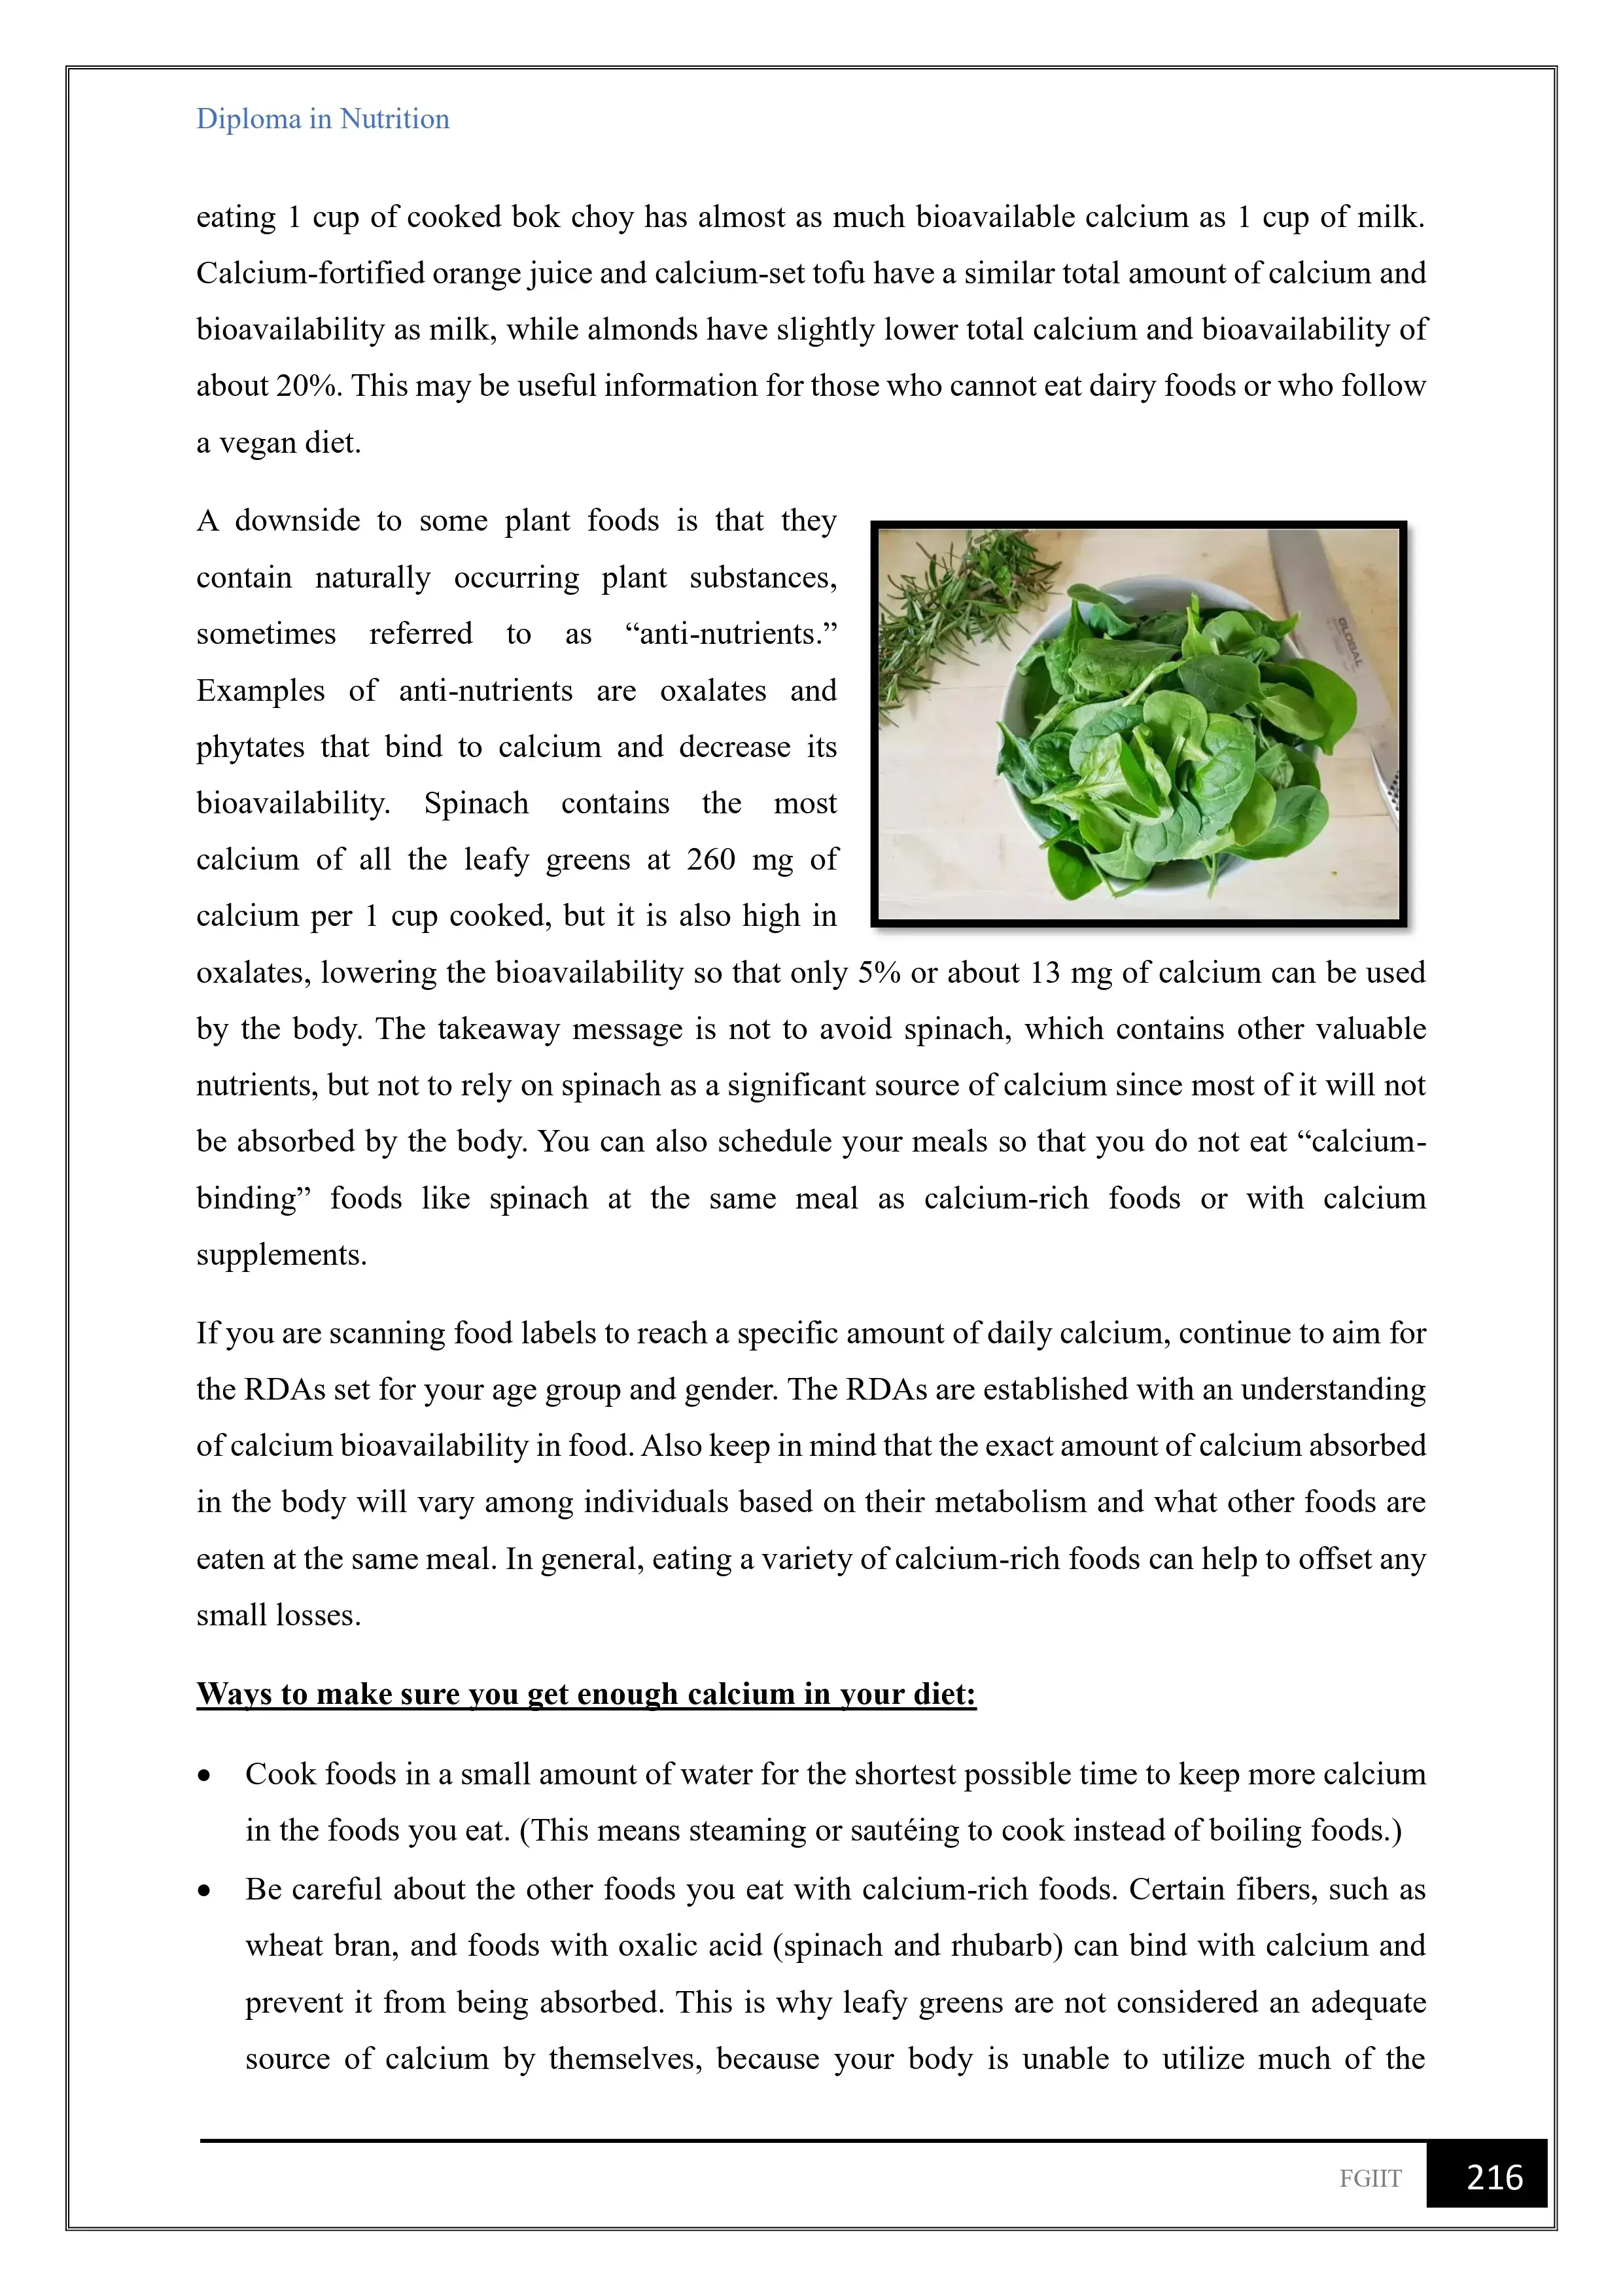 Diploma in Nutrition
eating 1 cup of cooked bok choy has almost as much bioavailable calcium as 1 cup of milk.
Calcium-fortified orange juice and calcium-set tofu have a similar total amount of calcium and
bioavailability as milk, while almonds have slightly lower total calcium and bioavailability of
about 20%. This may be useful information for those who cannot eat dairy foods or who follow
a vegan diet.
A downside to some plant foods is that they
contain naturally occurring plant substances,
sometimes referred to as “anti-nutrients.”
Examples of anti-nutrients are oxalates and
phytates that bind to calcium and decrease its
bioavailability. Spinach contains the most
calcium of all the leafy greens at 260 mg of
calcium per 1 cup cooked, but it is also high in
GLOBAL
oxalates, lowering the bioavailability so that only 5% or about 13 mg of calcium can be used
by the body. The takeaway message is not to avoid spinach, which contains other valuable
nutrients, but not to rely on spinach as a significant source of calcium since most of it will not
be absorbed by the body. You can also schedule your meals so that you do not eat “calcium-
binding” foods like spinach at the same meal as calcium-rich foods or with calcium
supplements.
If you are scanning food labels to reach a specific amount of daily calcium, continue to aim for
the RDAs set for your age group and gender. The RDAs are established with an understanding
of calcium bioavailability in food. Also keep in mind that the exact amount of calcium absorbed
in the body will vary among individuals based on their metabolism and what other foods are
eaten at the same meal. In general, eating a variety of calcium-rich foods can help to offset any
small losses.
Ways to make sure you get enough calcium in your diet:
• Cook foods in a small amount of water for the shortest possible time to keep more calcium
in the foods you eat. (This means steaming or sautéing to cook instead of boiling foods.)
• Be careful about the other foods you eat with calcium-rich foods. Certain fibers, such as
wheat bran, and foods with oxalic acid (spinach and rhubarb) can bind with calcium and
prevent it from being absorbed. This is why leafy greens are not considered an adequate
source of calcium by themselves, because your body is unable to utilize much of the
FGIIT 216